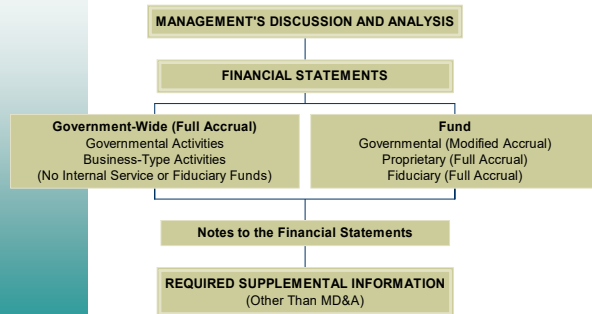 MANAGEMENT'S DISCUSSION AND ANALYSIS
FINANCIAL STATEMENTS
Government-Wide (Full Accrual)
Governmental Activities
Business-Type Activities
(No Internal Service or Fiduciary Funds)
Fund
Governmental (Modified Accrual)
Proprietary (Full Accrual)
Fiduciary (Full Accrual)
Notes to the Financial Statements
REQUIRED SUPPLEMENTAL INFORMATION
(Other Than MD&A)